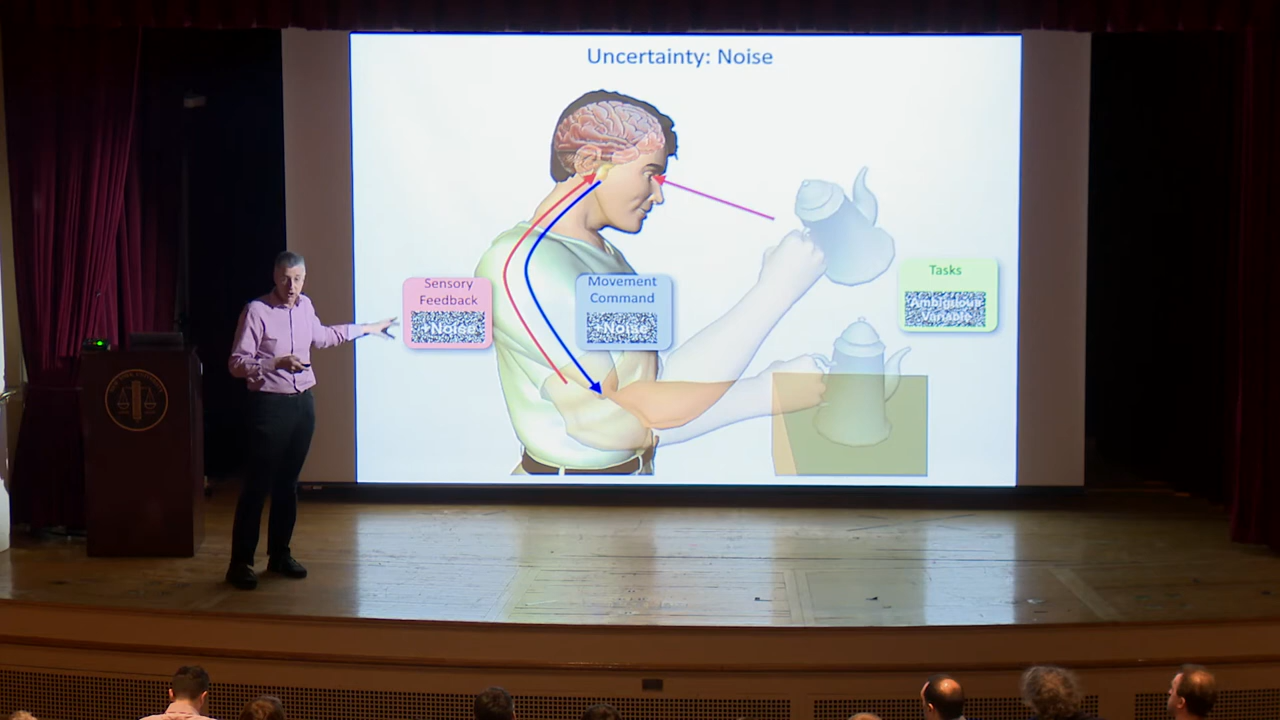 Uncertainty: Noise
Sensory
Feedback
+Noise
Movement
Command
+Noise
Tasks
Ambiguous
Variable